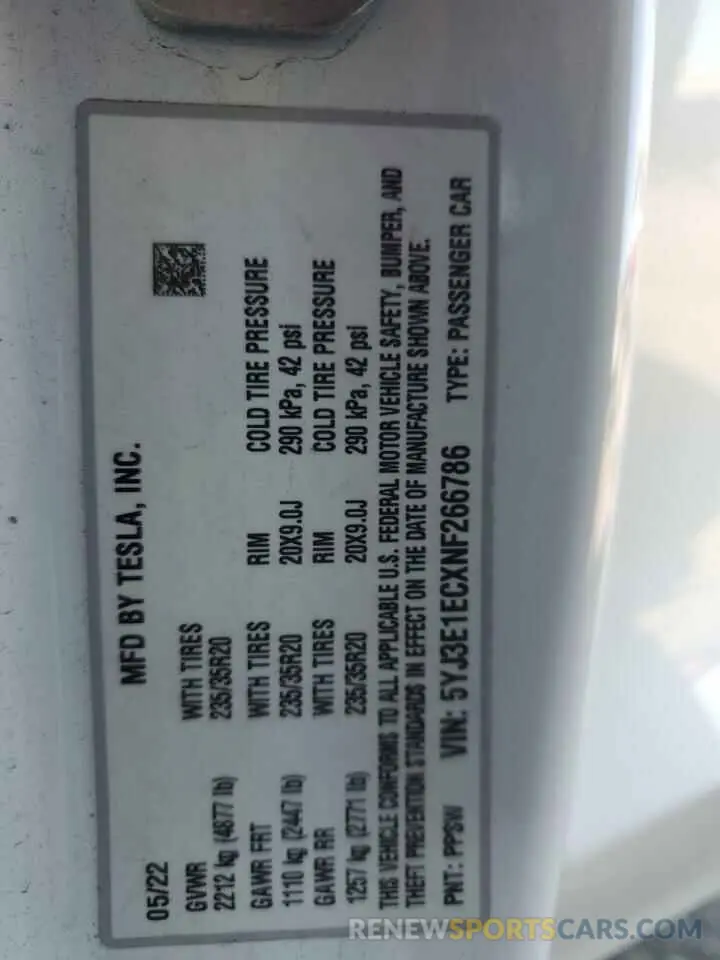 MFD BY TESLA, INC.
05/22
GVWR WITH TIRES
2212 kg (4877 lb) 235/35R20
GAWR FRT WITH TIRES RIM COLD TIRE PRESSURE
1110 kg (2447 lb) 235/35R20 20X9.0J 290 kPa, 42 psi
GAWR RR WITH TIRES RIM COLD TIRE PRESSURE
1257 kg (2771 lb) 235/35R20 20X9.0J 290 kPa, 42 psi
THIS VEHICLE CONFORMS TO ALL APPLICABLE U.S. FEDERAL MOTOR VEHICLE SAFETY, BUMPER, AND
THEFT PREVENTION STANDARDS IN EFFECT ON THE DATE OF MANUFACTURE SHOWN ABOVE.
PNT: PPSW VIN: 5YJ3E1ECXNF266786 TYPE: PASSENGER CAR
RENEWSPORTSCARS.COM